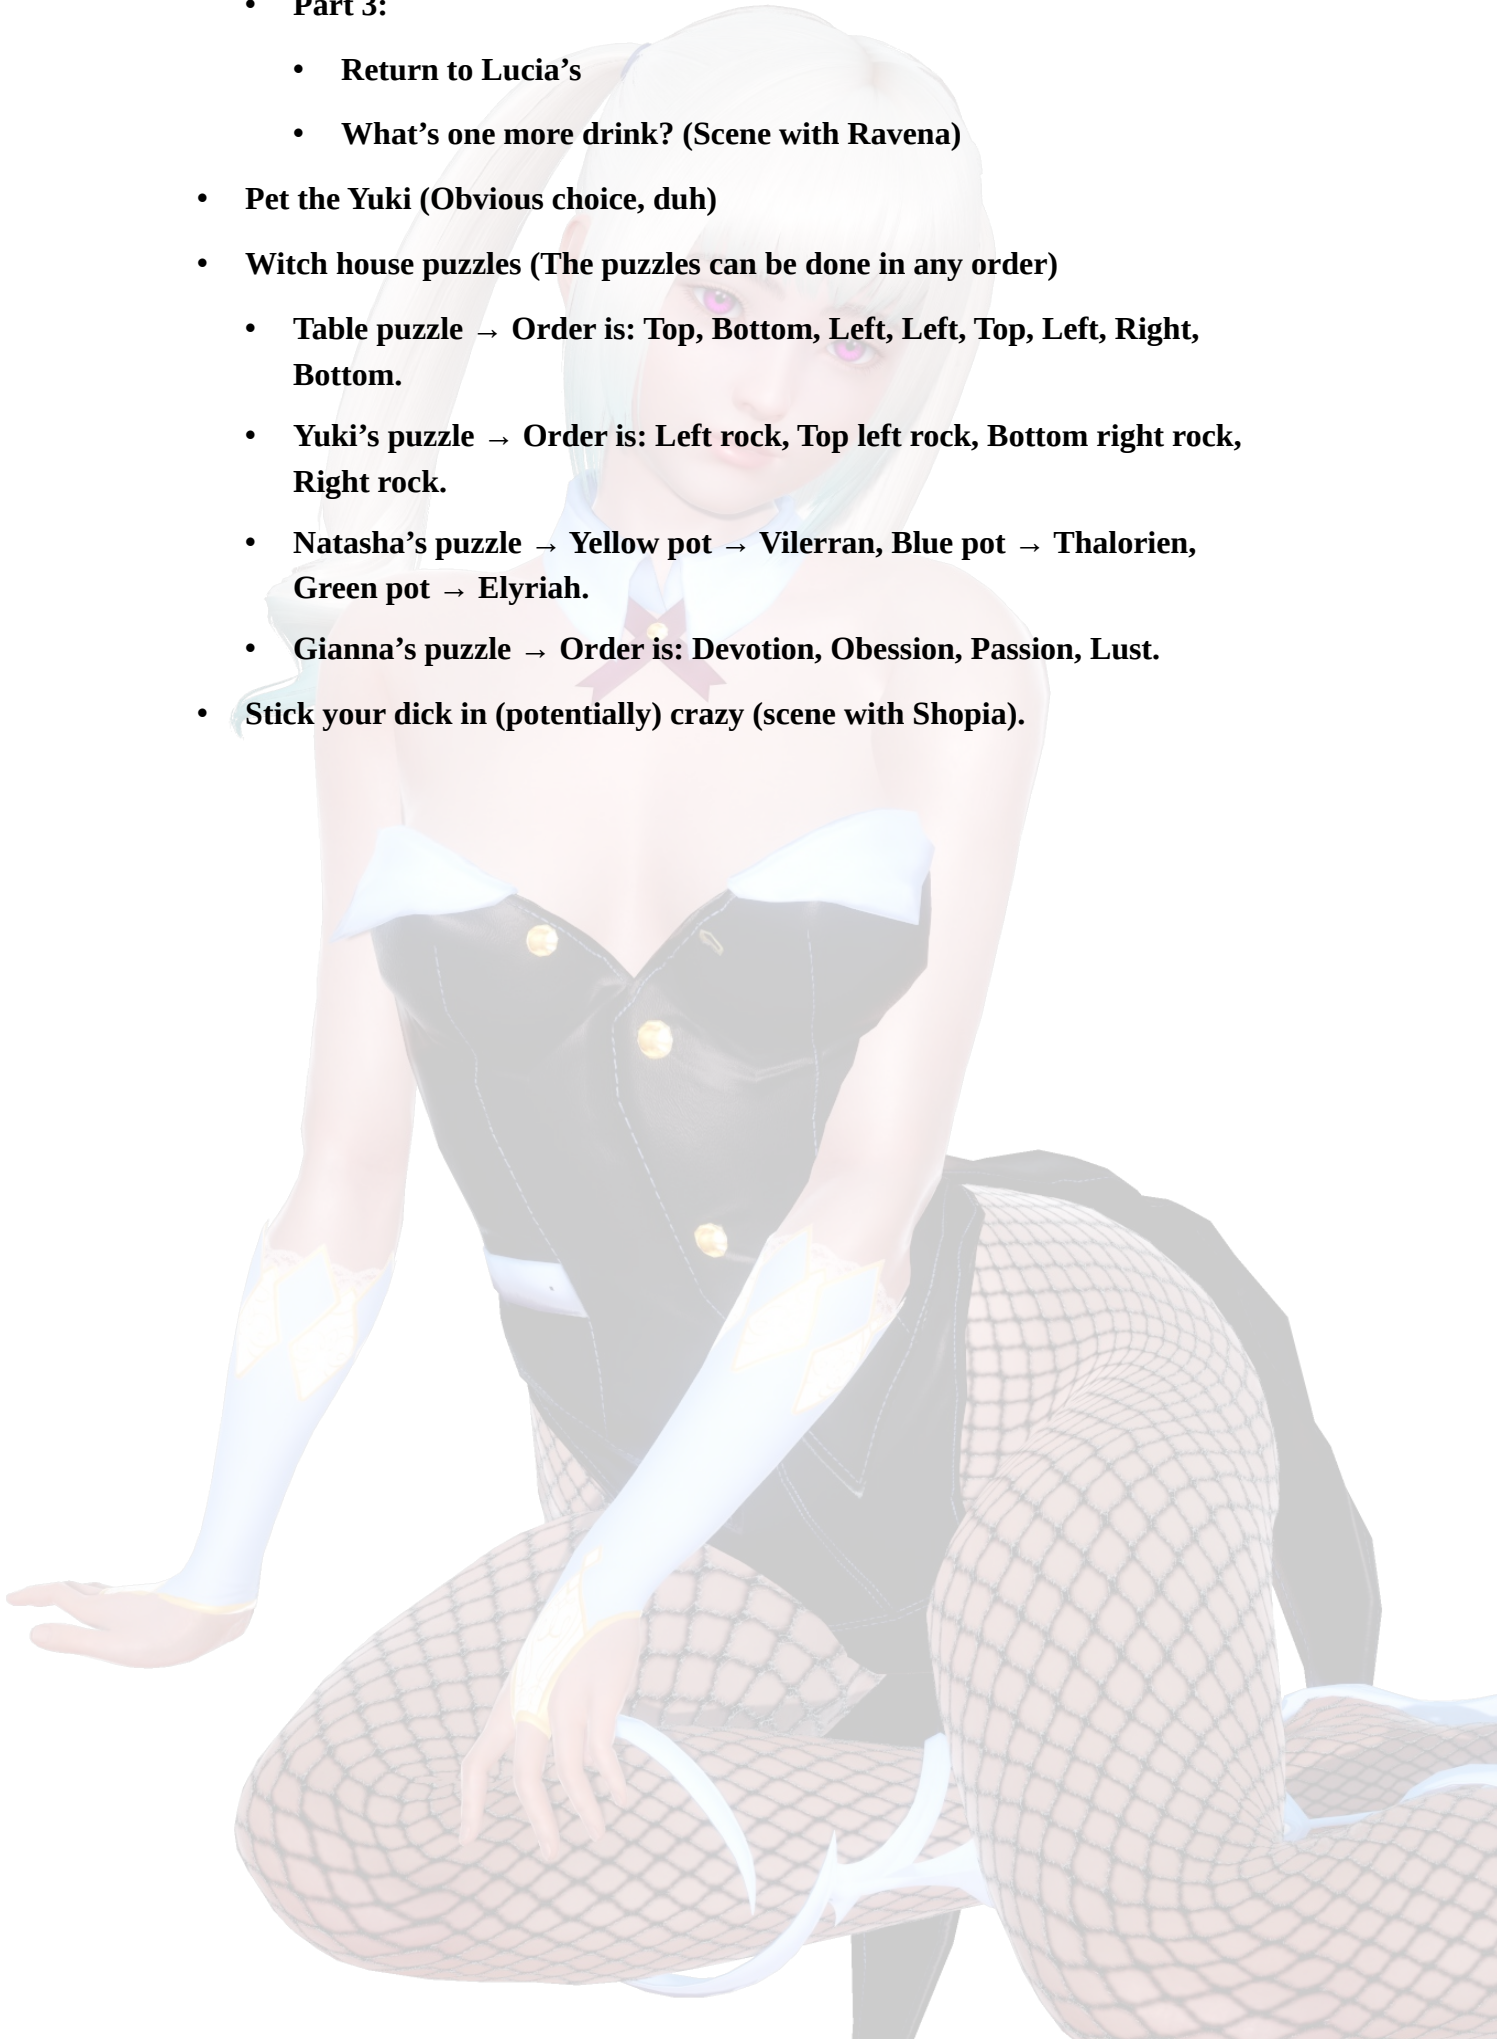 • Part 3:
• Return to Lucia’s
• What’s one more drink? (Scene with Ravena)
• Pet the Yuki (Obvious choice, duh)
• Witch house puzzles (The puzzles can be done in any order)
• Table puzzle → Order is: Top, Bottom, Left, Left, Top, Left, Right,
Bottom.
• Yuki’s puzzle → Order is: Left rock, Top left rock, Bottom right rock,
Right rock.
• Natasha’s puzzle → Yellow pot → Vilerran, Blue pot → Thalorien,
Green pot → Elyriah.
• Gianna’s puzzle → Order is: Devotion, Obession, Passion, Lust.
• Stick your dick in (potentially) crazy (scene with Shopia).